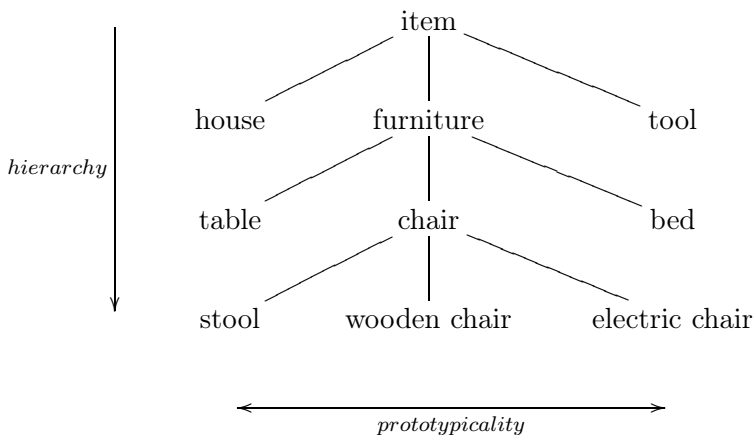 item
house furniture tool
hierarchy
table chair bed
stool wooden chair electric chair
prototypicality